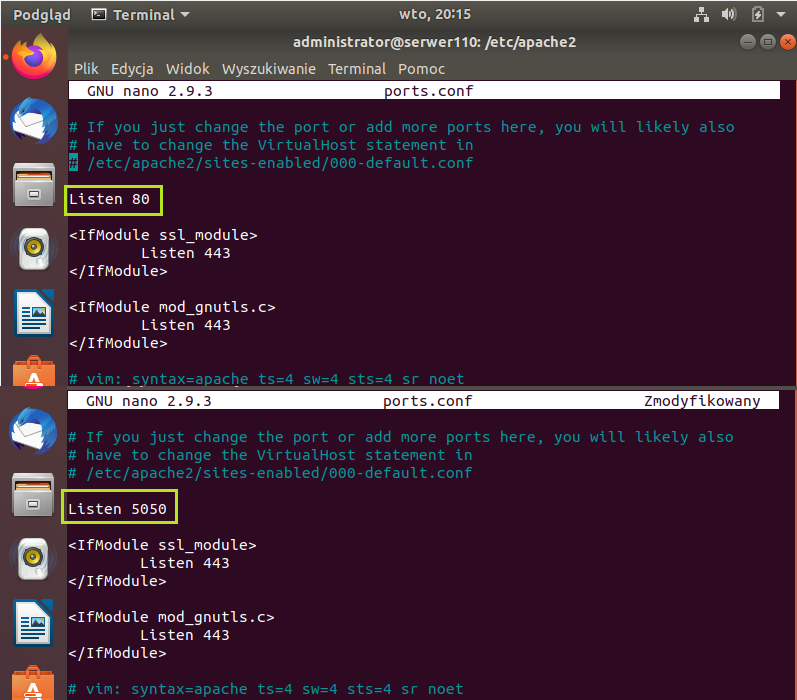 Podgląd Terminal wto, 20:15
administrator@serwer110: /etc/apache2
Plik Edycja Widok Wyszukiwanie Terminal Pomoc
GNU nano 2.9.3 ports.conf
# If you just change the port or add more ports here, you will likely also
# have to change the VirtualHost statement in
# /etc/apache2/sites-enabled/000-default.conf
Listen 80
<IfModule ssl_module>
Listen 443
</IfModule>
<IfModule mod_gnutls.c>
Listen 443
</IfModule>
# vim: syntax=apache ts=4 sw=4 sts=4 sr noet
GNU nano 2.9.3 ports.conf Zmodyfikowany
# If you just change the port or add more ports here, you will likely also
# have to change the VirtualHost statement in
# /etc/apache2/sites-enabled/000-default.conf
Listen 5050
<IfModule ssl_module>
Listen 443
</IfModule>
<IfModule mod_gnutls.c>
Listen 443
</IfModule>
# vim: syntax=apache ts=4 sw=4 sts=4 sr noet